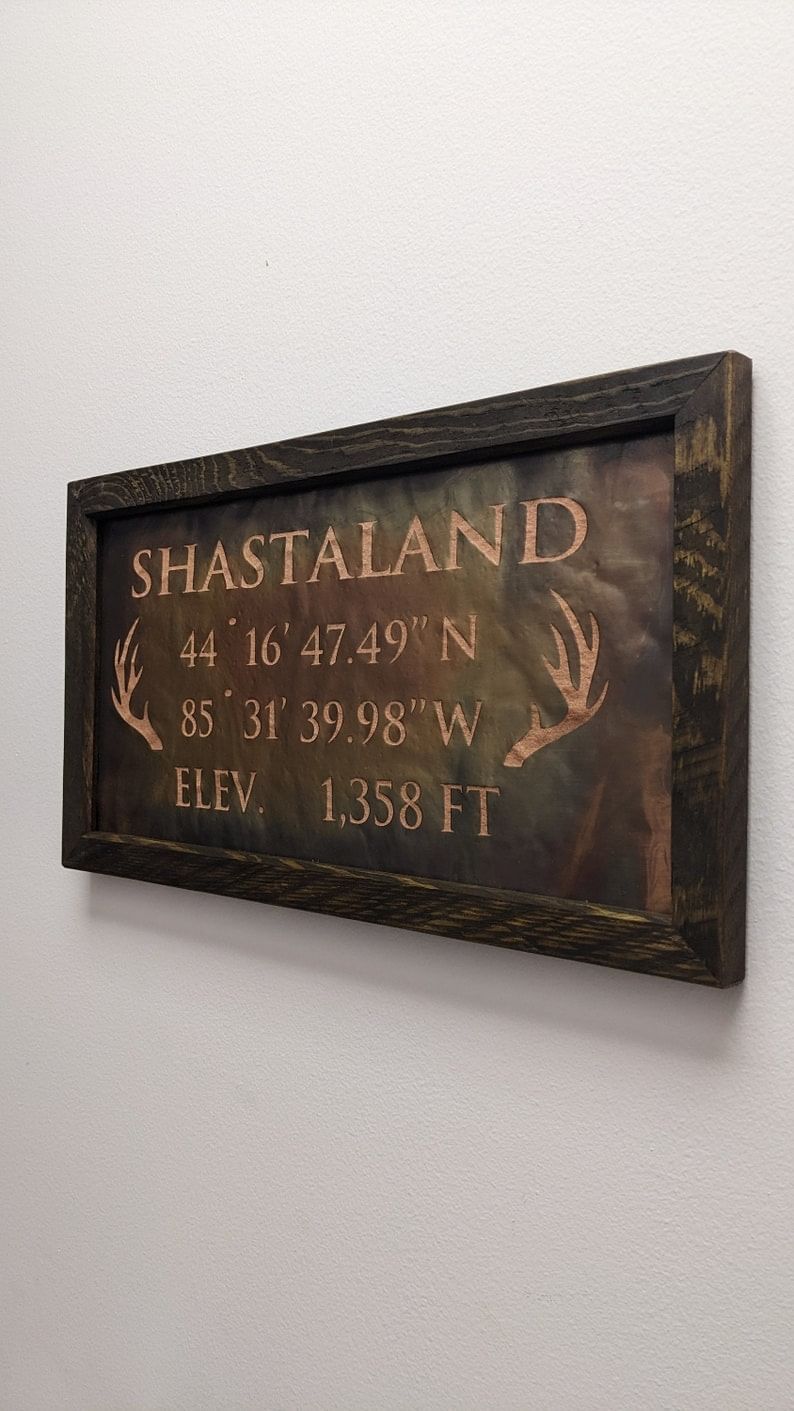 SHASTALAND
44° 16' 47.49" N
85° 31' 39.98" W
ELEV. 1,358 FT